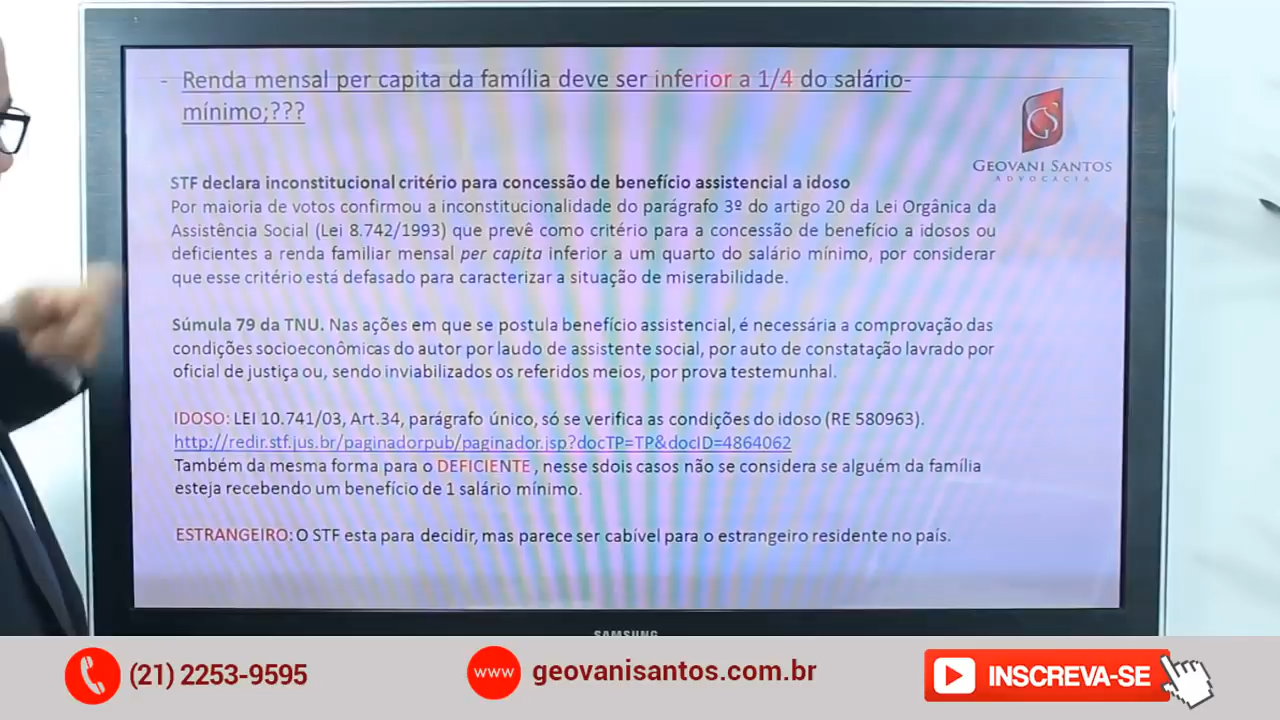 - Renda mensal per capita da família deve ser inferior a 1/4 do salário-
mínimo;???
GS
GEOVANI SANTOS
ADVOCACIA
STF declara inconstitucional critério para concessão de benefício assistencial a idoso
Por maioria de votos confirmou a inconstitucionalidade do parágrafo 3º do artigo 20 da Lei Orgânica da
Assistência Social (Lei 8.742/1993) que prevê como critério para a concessão de benefício a idosos ou
deficientes a renda familiar mensal per capita inferior a um quarto do salário mínimo, por considerar
que esse critério está defasado para caracterizar a situação de miserabilidade.
Súmula 79 da TNU. Nas ações em que se postula benefício assistencial, é necessária a comprovação das
condições socioeconômicas do autor por laudo de assistente social, por auto de constatação lavrado por
oficial de justiça ou, sendo inviabilizados os referidos meios, por prova testemunhal.
IDOSO: LEI 10.741/03, Art.34, parágrafo único, só se verifica as condições do idoso (RE 580963).
http://redir.stf.jus.br/paginadorpub/paginador.jsp?docTP=TP&docID=4864062
Também da mesma forma para o DEFICIENTE , nesse sdois casos não se considera se alguém da família
esteja recebendo um benefício de 1 salário mínimo.
ESTRANGEIRO: O STF esta para decidir, mas parece ser cabível para o estrangeiro residente no país.
SAMSUNG
(21) 2253-9595
www
geovanisantos.com.br
INSCREVA-SE